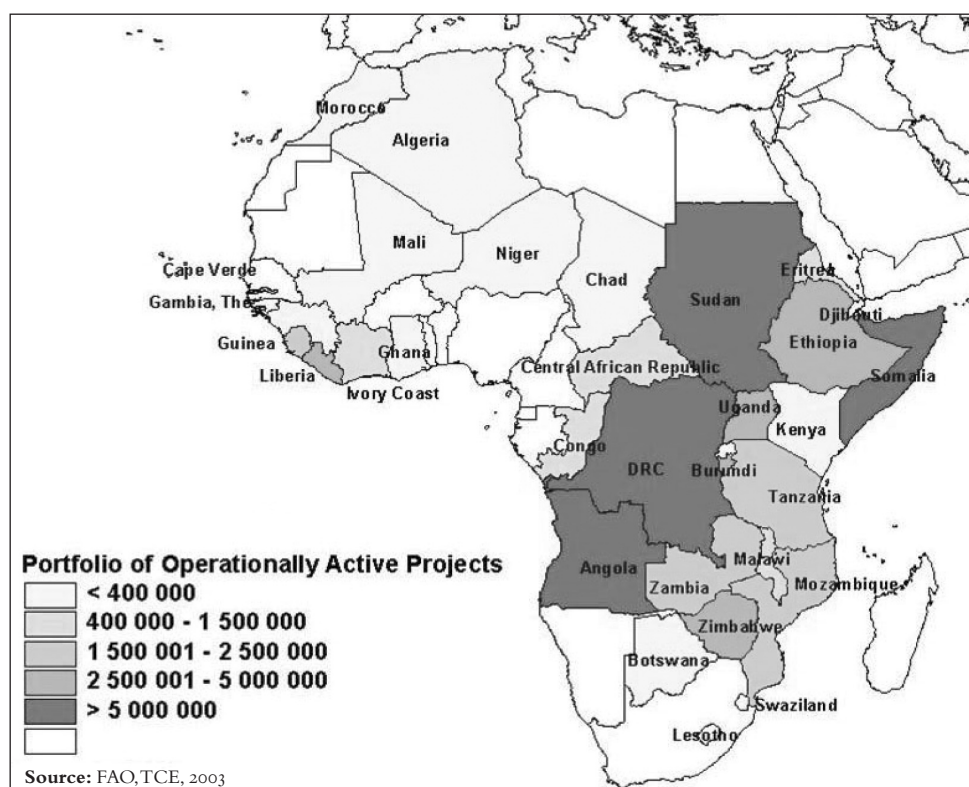 Morocco
Algeria
Mali
Niger
Chad
Cape Verde
Gambia, The
Guinea
Liberia
Ghana
Ivory Coast
Central African Republic
Sudan
Eritrea
Djibouti
Ethiopia
Somalia
Uganda
Kenya
Congo
DRC
Burundi
Tanzania
Angola
Malawi
Zambia
Mozambique
Zimbabwe
Botswana
Swaziland
Lesotho
Portfolio of Operationally Active Projects
< 400 000
400 000 - 1 500 000
1 500 001 - 2 500 000
2 500 001 - 5 000 000
> 5 000 000
Source: FAO,TCE, 2003